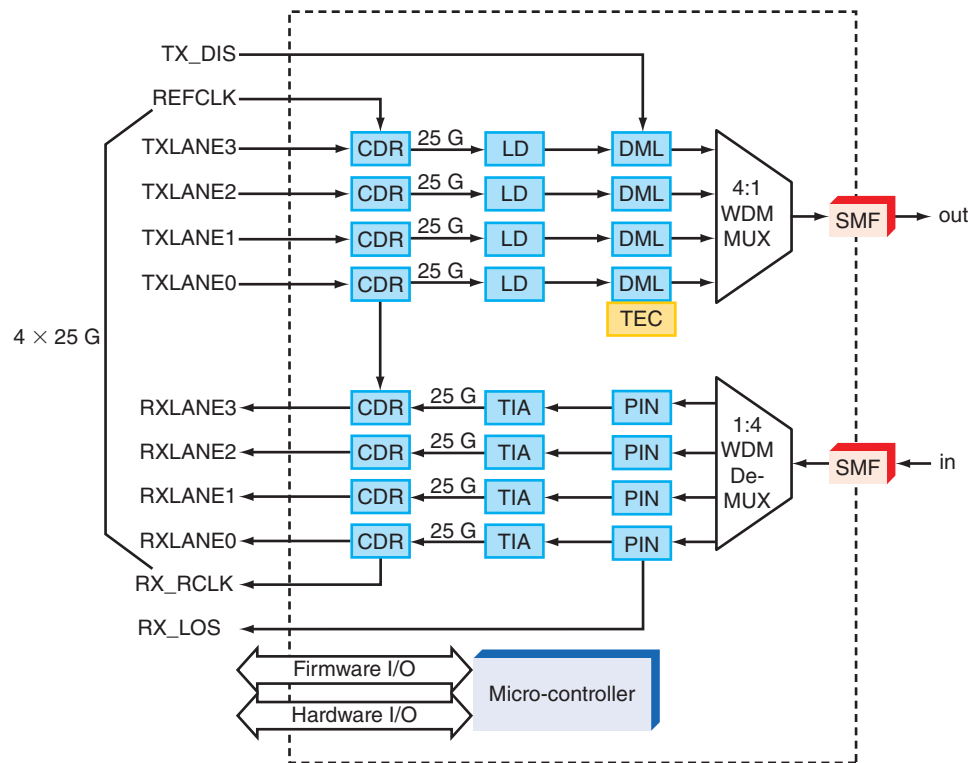 TX_DIS
REFCLK
TXLANE3 CDR 25 G LD DML
TXLANE2 CDR 25 G LD DML
TXLANE1 CDR 25 G LD DML
TXLANE0 CDR 25 G LD DML
TEC
4:1
WDM
MUX
SMF out
4 × 25 G
RXLANE3 CDR 25 G TIA PIN
RXLANE2 CDR 25 G TIA PIN
RXLANE1 CDR 25 G TIA PIN
RXLANE0 CDR 25 G TIA PIN
1:4
WDM
De-
MUX
SMF in
RX_RCLK
RX_LOS
Firmware I/O
Hardware I/O
Micro-controller